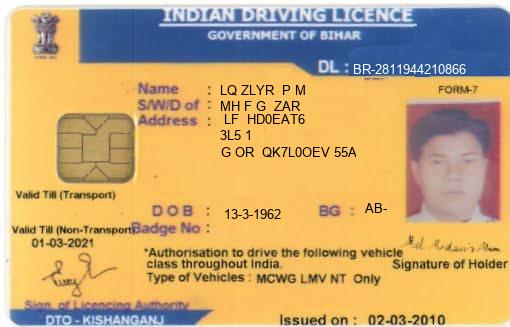 INDIAN DRIVING LICENCE
GOVERNMENT OF BIHAR
DL : BR-2811944210866
Name : LQ ZLYR P M
FORM-7
S/W/D of : MH F G ZAR
Address : LF HD0EAT6
3L5 1
G OR QK7L0OEV 55A
Valid Till (Transport)
DOB : 13-3-1962 BG : AB-
Valid Till (Non-Transport)
Badge No :
01-03-2021
*Authorisation to drive the following vehicle
class throughout India.
Signature of Holder
Type of Vehicles : MCWG LMV NT Only
Sign. of Licencing Authority
DTO - KISHANGANJ
Issued on : 02-03-2010